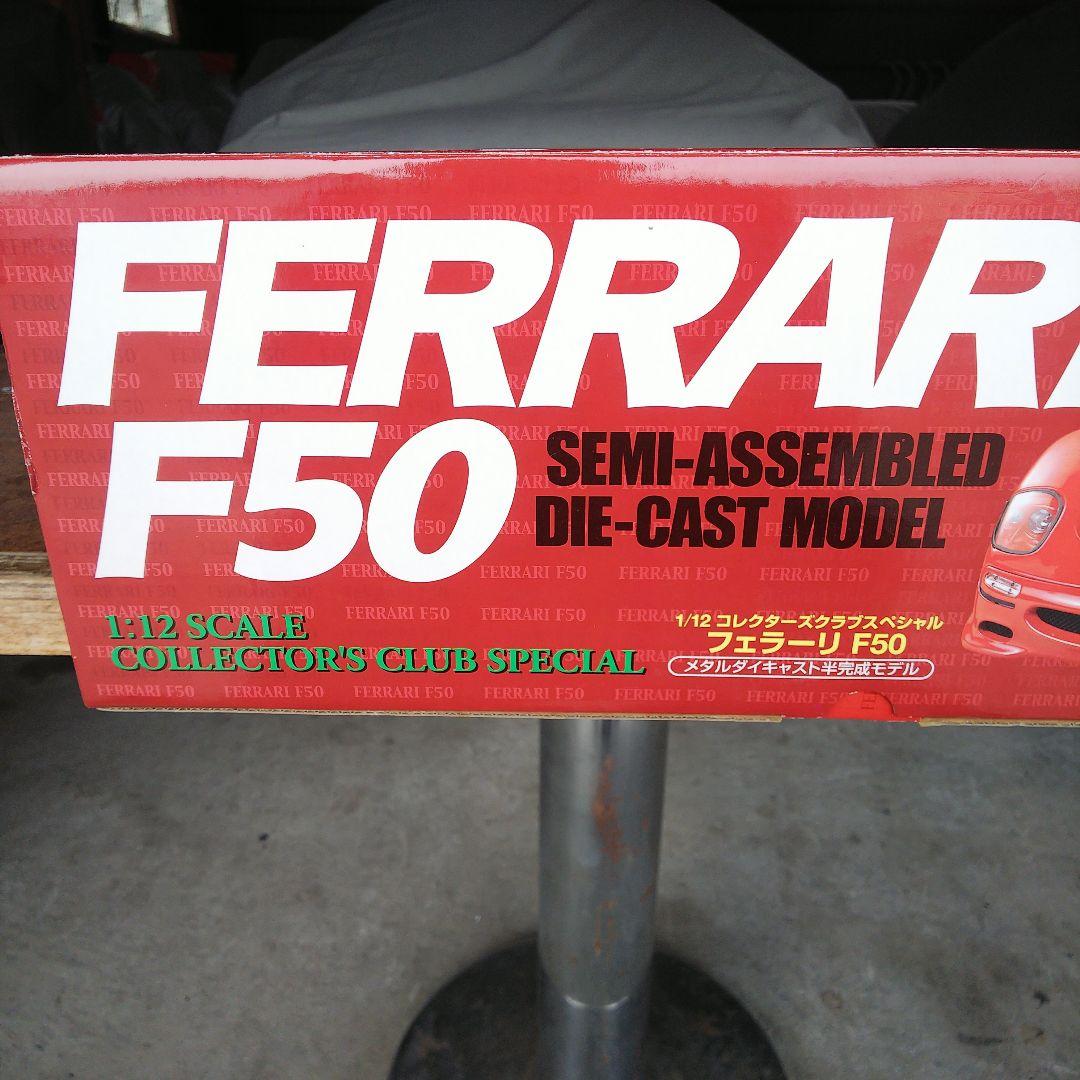 FERRARI
F50
SEMI-ASSEMBLED
DIE-CAST MODEL
1:12 SCALE
COLLECTOR'S CLUB SPECIAL
1/12 コレクターズクラブスペシャル
フェラーリ F50
メタルダイキャスト半完成モデル